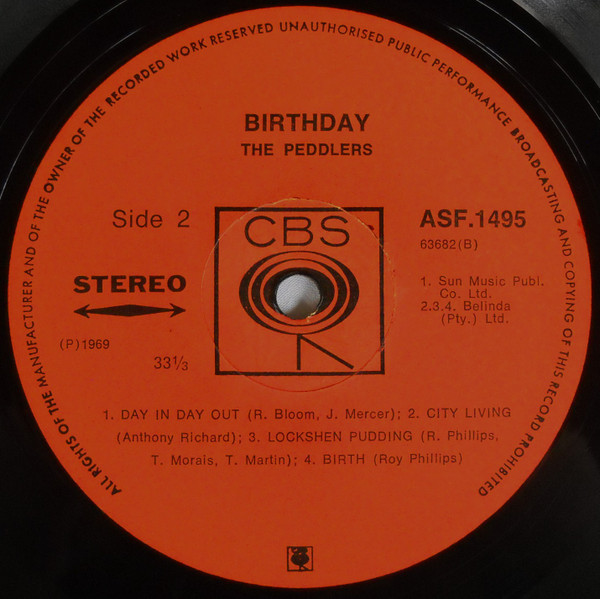 ALL RIGHTS OF THE MANUFACTURER AND OF THE OWNER OF THE RECORDED WORK RESERVED UNAUTHORISED PUBLIC PERFORMANCE BROADCASTING AND COPYING OF THIS RECORD PROHIBITED
BIRTHDAY
THE PEDDLERS
Side 2
CBS
ASF.1495
63682(B)
STEREO
1. Sun Music Publ.
Co. Ltd.
2.3.4. Belinda
(Pty.) Ltd.
(P)1969
33⅓
1. DAY IN DAY OUT (R. Bloom, J. Mercer); 2. CITY LIVING
(Anthony Richard); 3. LOCKSHEN PUDDING (R. Phillips,
T. Morais, T. Martin); 4. BIRTH (Roy Phillips)